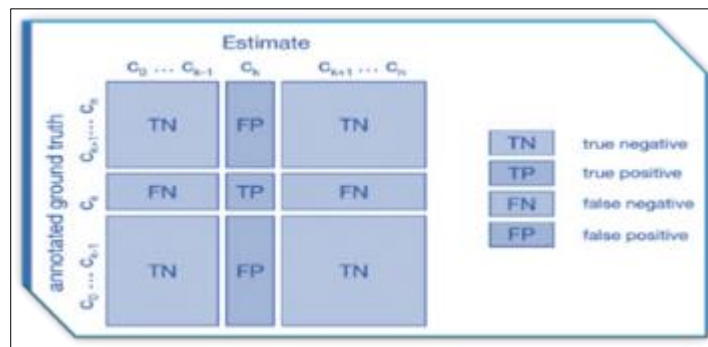 Estimate
C₀ ... Cₖ₋₁ Cₖ Cₖ₊₁ ... Cₙ
annotated ground truth
Cₖ₊₁ ... Cₙ
Cₖ
C₀ ... Cₖ₋₁
TN FP TN
FN TP FN
TN FP TN
TN true negative
TP true positive
FN false negative
FP false positive